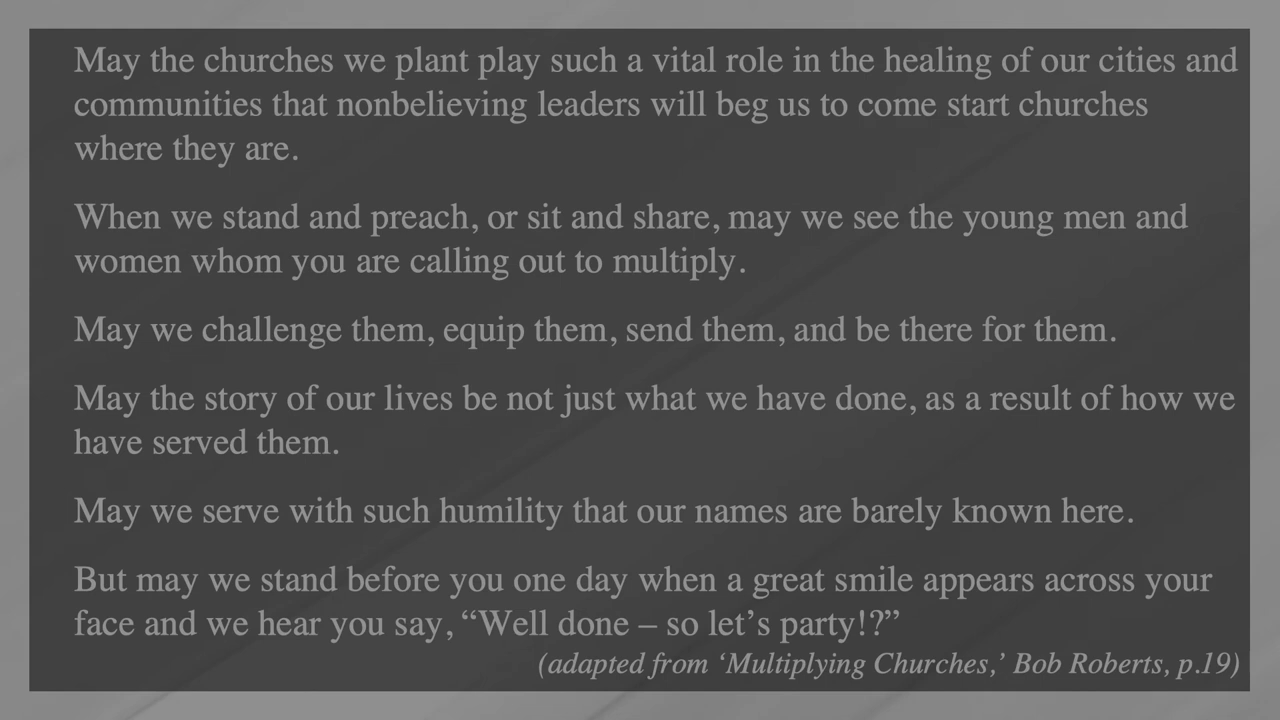 May the churches we plant play such a vital role in the healing of our cities and
communities that nonbelieving leaders will beg us to come start churches
where they are.
When we stand and preach, or sit and share, may we see the young men and
women whom you are calling out to multiply.
May we challenge them, equip them, send them, and be there for them.
May the story of our lives be not just what we have done, as a result of how we
have served them.
May we serve with such humility that our names are barely known here.
But may we stand before you one day when a great smile appears across your
face and we hear you say, “Well done – so let’s party!?”
(adapted from ‘Multiplying Churches,’ Bob Roberts, p.19)